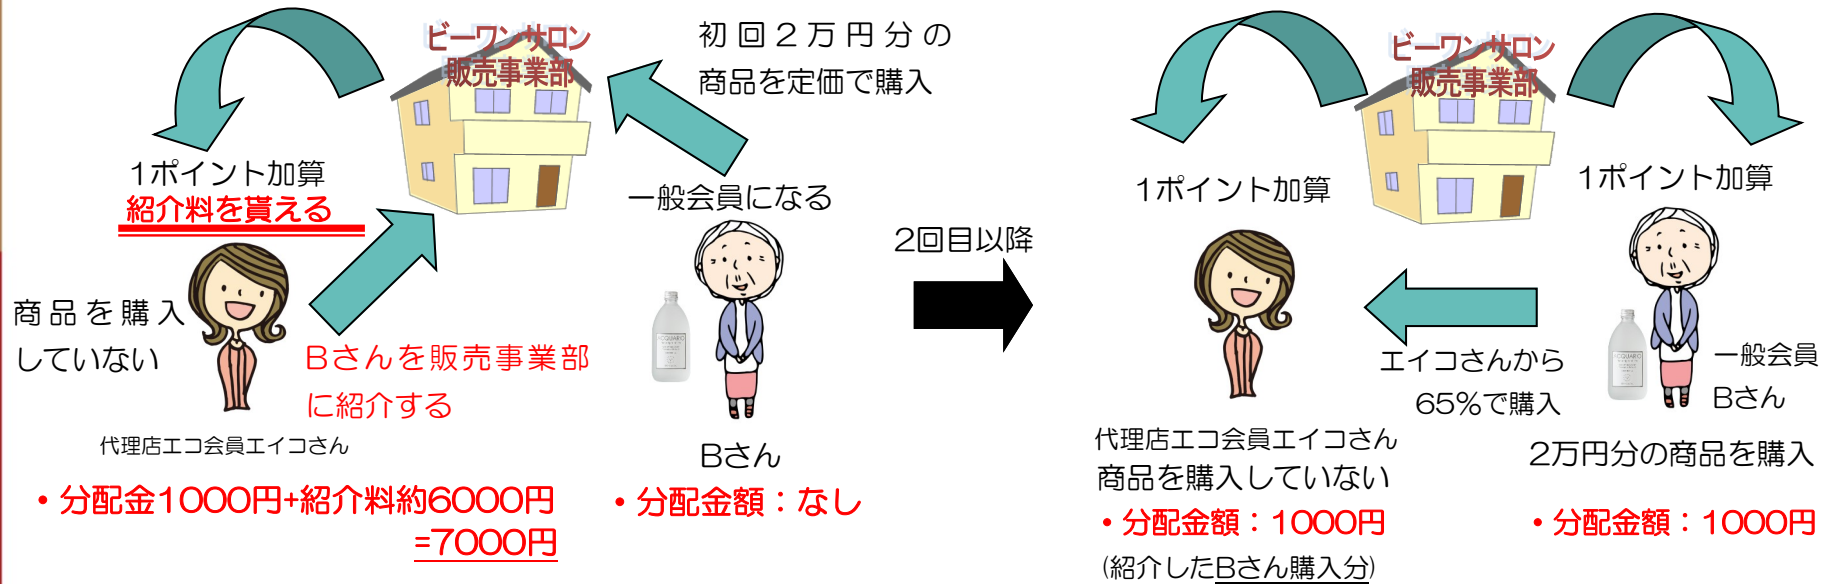 ビーワンサロン
販売事業部
初回2万円分の
商品を定価で購入
1ポイント加算
紹介料を貰える
一般会員になる
商品を購入
していない
Bさんを販売事業部
に紹介する
代理店エコ会員エイコさん
Bさん
・分配金1000円+紹介料約6000円
=7000円
・分配金額：なし
2回目以降
ビーワンサロン
販売事業部
1ポイント加算
1ポイント加算
エイコさんから
65%で購入
一般会員
Bさん
代理店エコ会員エイコさん
商品を購入していない
・分配金額：1000円
(紹介したBさん購入分)
2万円分の商品を購入
・分配金額：1000円